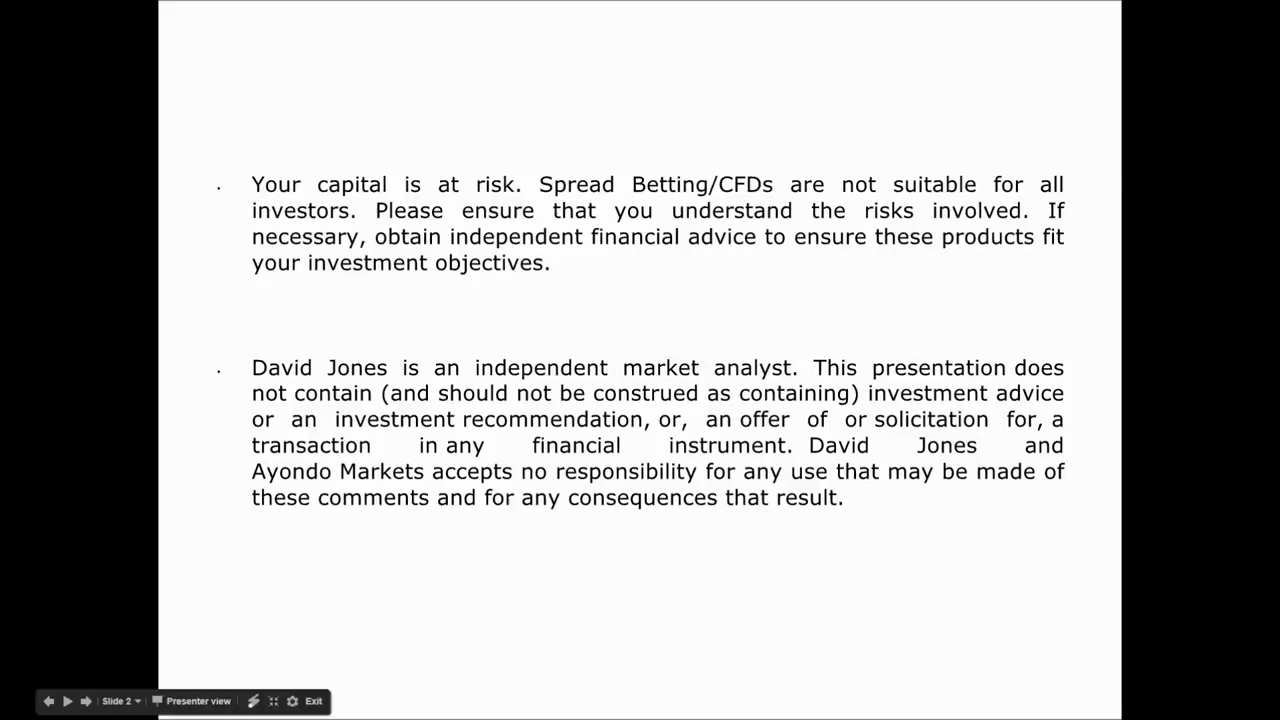 Your capital is at risk. Spread Betting/CFDs are not suitable for all
investors. Please ensure that you understand the risks involved. If
necessary, obtain independent financial advice to ensure these products fit
your investment objectives.
David Jones is an independent market analyst. This presentation does
not contain (and should not be construed as containing) investment advice
or an investment recommendation, or, an offer of or solicitation for, a
transaction in any financial instrument. David Jones and
Ayondo Markets accepts no responsibility for any use that may be made of
these comments and for any consequences that result.
Slide 2 Presenter view Exit